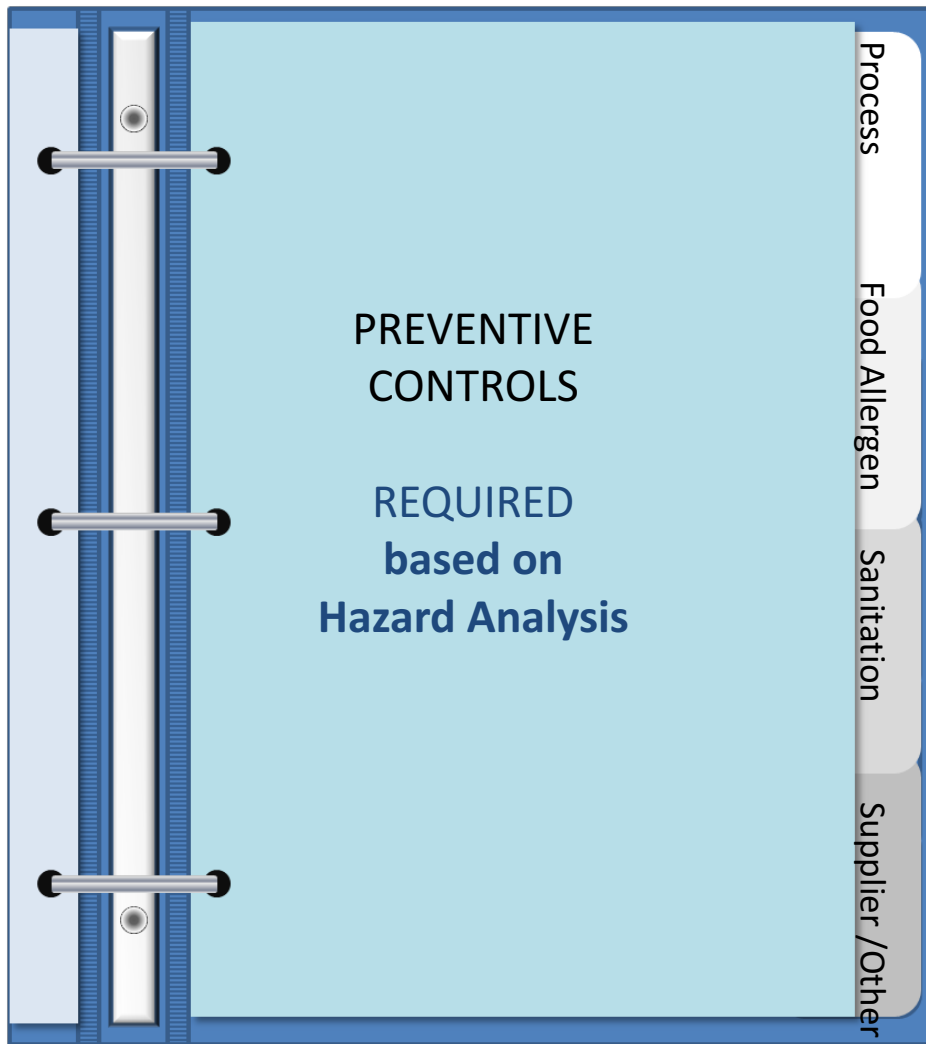 PREVENTIVE
CONTROLS
REQUIRED
based on
Hazard Analysis
Process
Food Allergen
Sanitation
Supplier /Other